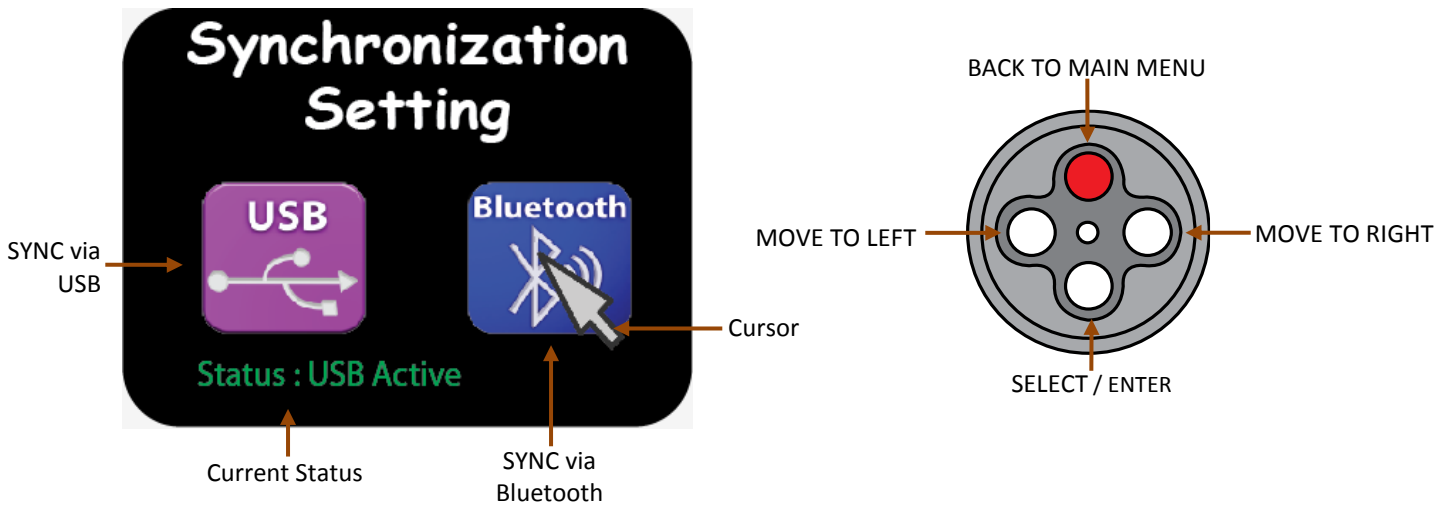 Synchronization
Setting
USB
Bluetooth
Status : USB Active
SYNC via
USB
Cursor
Current Status
SYNC via
Bluetooth
BACK TO MAIN MENU
MOVE TO LEFT
MOVE TO RIGHT
SELECT / ENTER